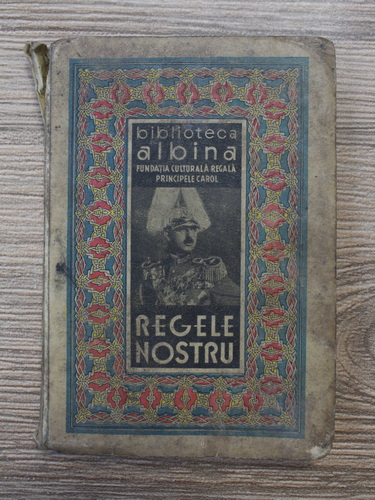 biblioteca
albina
FUNDAȚIA CULTURALĂ REGALĂ
PRINCIPELE CAROL
REGELE
NOSTRU